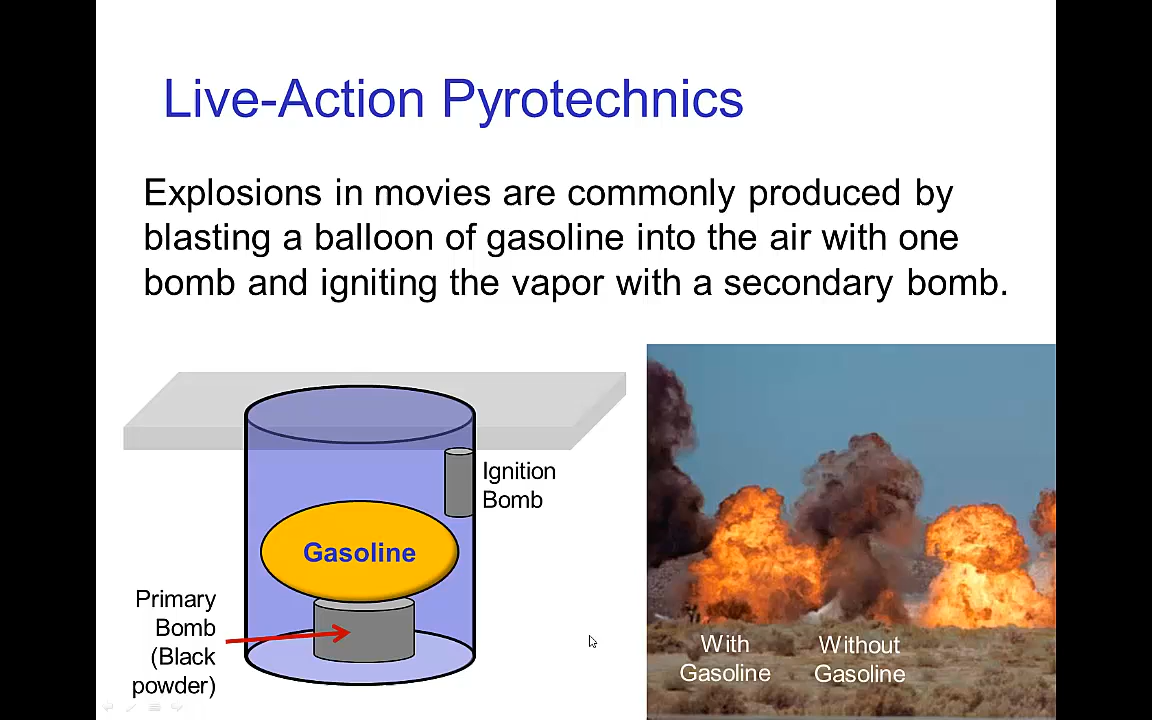 Live-Action Pyrotechnics
Explosions in movies are commonly produced by
blasting a balloon of gasoline into the air with one
bomb and igniting the vapor with a secondary bomb.
Ignition
Bomb
Gasoline
Primary
Bomb
(Black
powder)
With
Gasoline
Without
Gasoline